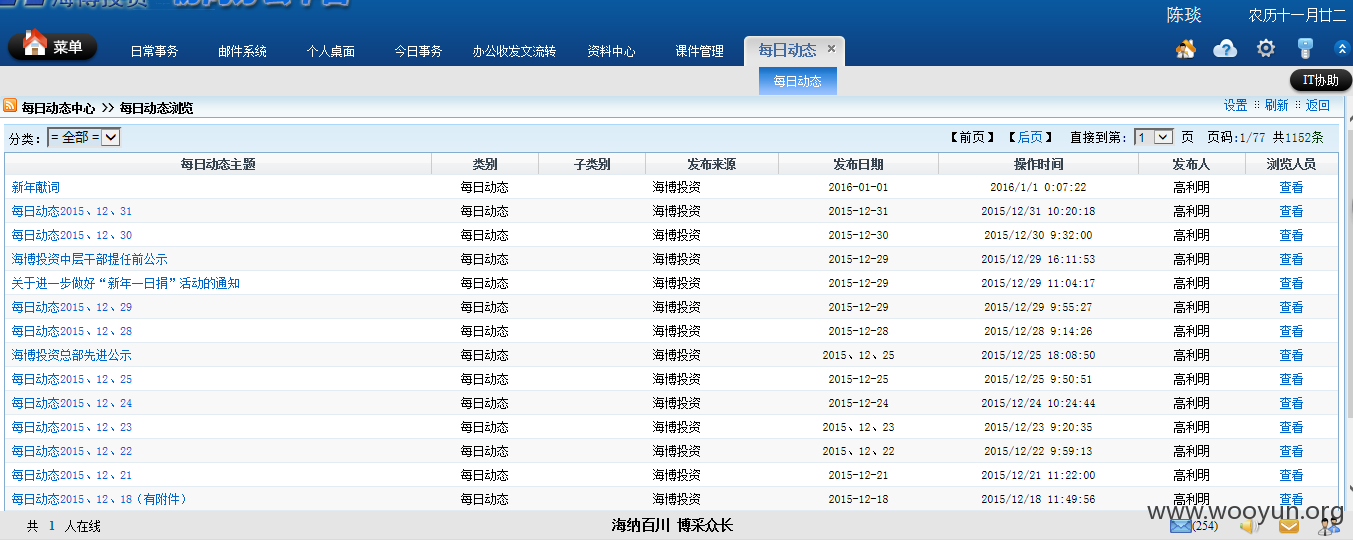 海博投资
陈琰 农历十一月廿二
菜单 日常事务 邮件系统 个人桌面 今日事务 办公收发文流转 资料中心 课件管理 每日动态 ×
每日动态
IT协助
每日动态中心 >> 每日动态浏览 设置 :: 刷新 :: 返回
分类： = 全部 = 【前页】 【后页】 直接到第： 1 页 页码:1/77 共1152条
每日动态主题 类别 子类别 发布来源 发布日期 操作时间 发布人 浏览人员
新年献词 每日动态 海博投资 2016-01-01 2016/1/1 0:07:22 高利明 查看
每日动态2015、12、31 每日动态 海博投资 2015-12-31 2015/12/31 10:20:18 高利明 查看
每日动态2015、12、30 每日动态 海博投资 2015-12-30 2015/12/30 9:32:00 高利明 查看
海博投资中层干部提任前公示 每日动态 海博投资 2015-12-29 2015/12/29 16:11:53 高利明 查看
关于进一步做好“新年一日捐”活动的通知 每日动态 海博投资 2015-12-29 2015/12/29 11:04:17 高利明 查看
每日动态2015、12、29 每日动态 海博投资 2015-12-29 2015/12/29 9:55:27 高利明 查看
每日动态2015、12、28 每日动态 海博投资 2015-12-28 2015/12/28 9:14:26 高利明 查看
海博投资总部先进公示 每日动态 海博投资 2015、12、25 2015/12/25 18:08:50 高利明 查看
每日动态2015、12、25 每日动态 海博投资 2015-12-25 2015/12/25 9:50:51 高利明 查看
每日动态2015、12、24 每日动态 海博投资 2015-12-24 2015/12/24 10:24:44 高利明 查看
每日动态2015、12、23 每日动态 海博投资 2015、12、23 2015/12/23 9:20:35 高利明 查看
每日动态2015、12、22 每日动态 海博投资 2015、12、22 2015/12/22 9:59:13 高利明 查看
每日动态2015、12、21 每日动态 海博投资 2015-12-21 2015/12/21 11:22:00 高利明 查看
每日动态2015、12、18（有附件） 每日动态 海博投资 2015-12-18 2015/12/18 11:49:56 高利明 查看
www.wooyun.org
共 1 人在线 海纳百川 博采众长 (254)